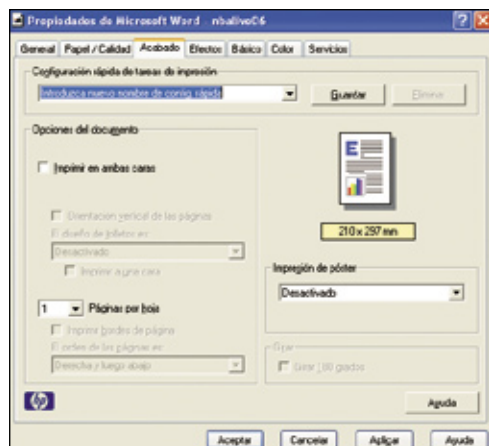 Propiedades de Microsoft Word - nbalivoC6
General Papel / Calidad Acabado Efectos Básico Color Servicios
Configuración rápida de tareas de impresión
Introduzca nuevo nombre de config. rápida
Guardar Eliminar
Opciones del documento
Imprimir en ambas caras
Orientación vertical de las páginas
El diseño de folletos es:
Desactivado
Imprimir a una cara
1 Páginas por hoja
Imprimir bordes de página
El orden de las páginas es:
Derecha y luego abajo
E
210 x 297 mm
Impresión de póster
Desactivado
Girar
Girar 180 grados
hp
Ayuda
Aceptar Cancelar Aplicar Ayuda